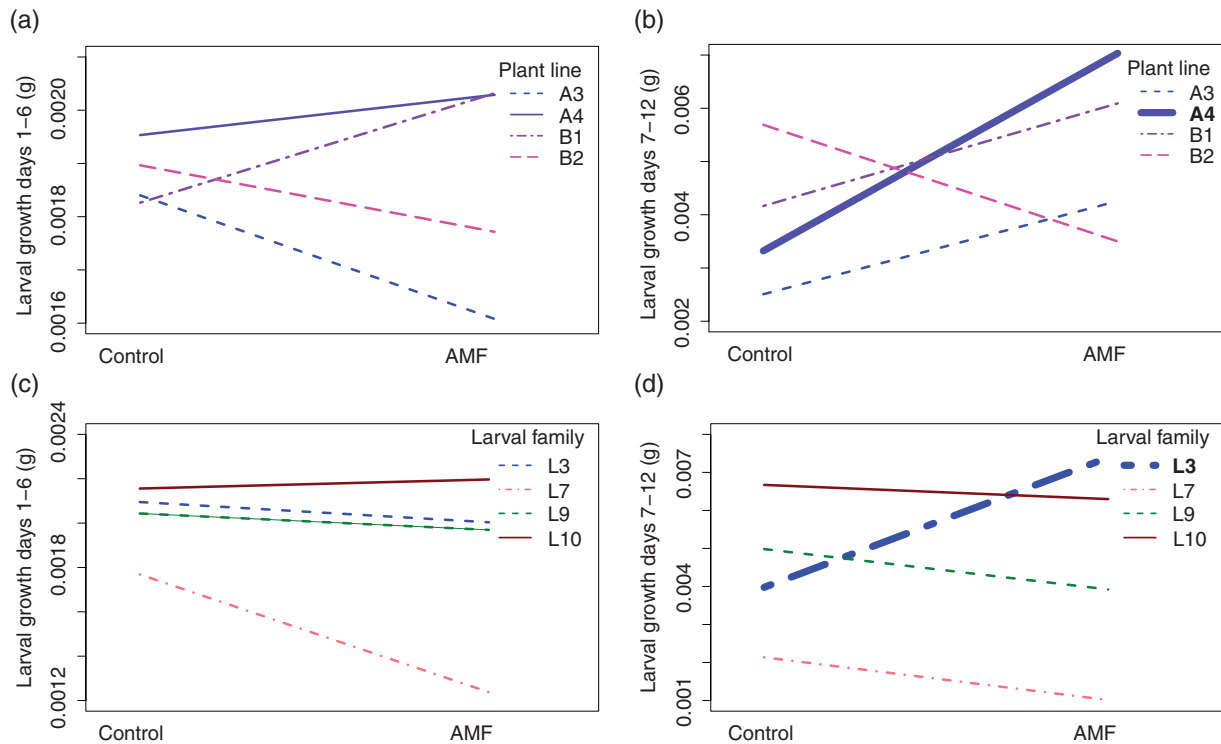 (a)
Larval growth days 1–6 (g)
0.0020
0.0018
0.0016
Plant line
A3
A4
B1
B2
Control
AMF
(b)
Larval growth days 7–12 (g)
0.006
0.004
0.002
Plant line
A3
A4
B1
B2
Control
AMF
(c)
Larval growth days 1–6 (g)
0.0024
0.0018
0.0012
Larval family
L3
L7
L9
L10
Control
AMF
(d)
Larval growth days 7–12 (g)
0.007
0.004
0.001
Larval family
L3
L7
L9
L10
Control
AMF